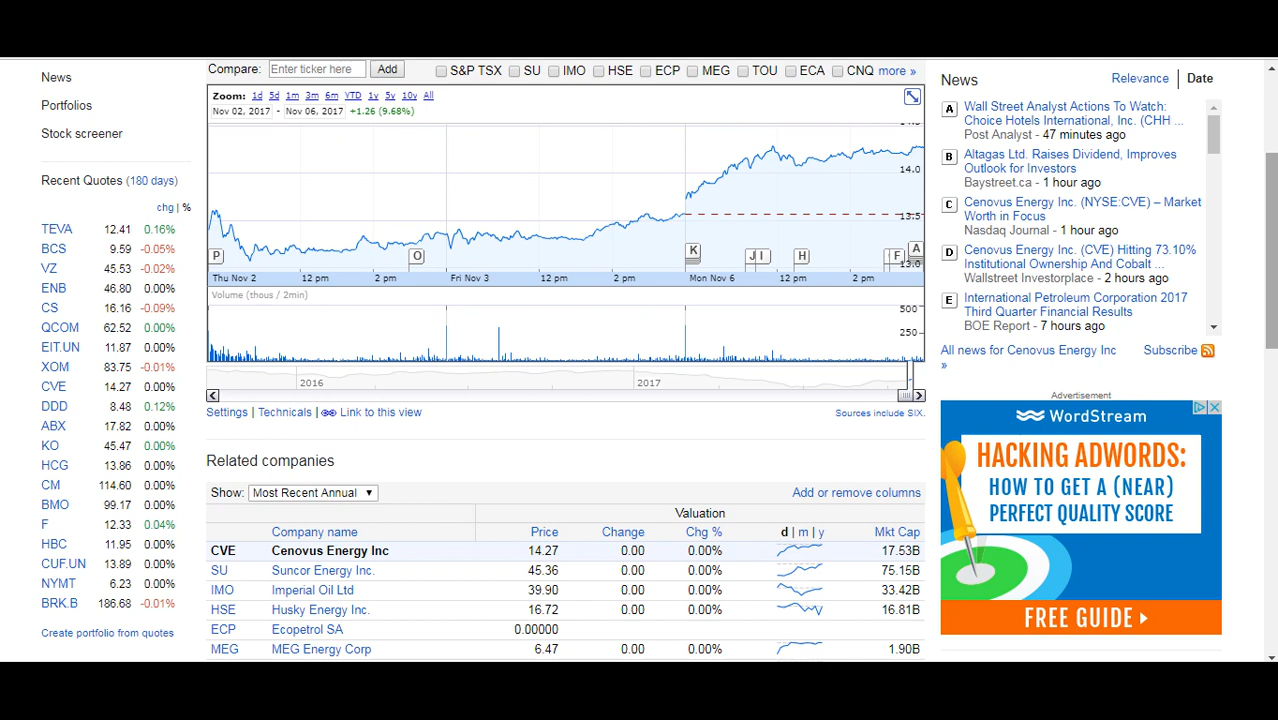 News
Portfolios
Stock screener
Recent Quotes (180 days)
chg | %
TEVA 12.41 0.16%
BCS 9.59 -0.05%
VZ 45.53 -0.02%
ENB 46.80 0.00%
CS 16.16 -0.09%
QCOM 62.52 0.00%
EIT.UN 11.87 0.00%
XOM 83.75 -0.01%
CVE 14.27 0.00%
DDD 8.48 0.12%
ABX 17.82 0.00%
KO 45.47 0.00%
HCG 13.86 0.00%
CM 114.60 0.00%
BMO 99.17 0.00%
F 12.33 0.04%
HBC 11.95 0.00%
CUF.UN 13.89 0.00%
NYMT 6.23 0.00%
BRK.B 186.68 -0.01%
Create portfolio from quotes
Compare: Enter ticker here Add S&P TSX SU IMO HSE ECP MEG TOU ECA CNQ more »
Zoom: 1d 5d 1m 3m 6m YTD 1y 5y 10y All
Nov 02, 2017 - Nov 06, 2017 +1.26 (9.68%)
14.5
14.0
13.5
13.0
P O K J I H F A
Thu Nov 2 12 pm 2 pm Fri Nov 3 12 pm 2 pm Mon Nov 6 12 pm 2 pm
Volume (thous / 2min)
500
250
2016 2017
Settings | Technicals | Link to this view
Sources include SIX.
Related companies
Show: Most Recent Annual ▼
Add or remove columns
Valuation
Company name Price Change Chg % d | m | y Mkt Cap
CVE Cenovus Energy Inc 14.27 0.00 0.00% 17.53B
SU Suncor Energy Inc. 45.36 0.00 0.00% 75.15B
IMO Imperial Oil Ltd 39.90 0.00 0.00% 33.42B
HSE Husky Energy Inc. 16.72 0.00 0.00% 16.81B
ECP Ecopetrol SA 0.00000
MEG MEG Energy Corp 6.47 0.00 0.00% 1.90B
News Relevance | Date
A Wall Street Analyst Actions To Watch:
Choice Hotels International, Inc. (CHH ...
Post Analyst - 47 minutes ago
B Altagas Ltd. Raises Dividend, Improves
Outlook for Investors
Baystreet.ca - 1 hour ago
C Cenovus Energy Inc. (NYSE:CVE) – Market
Worth in Focus
Nasdaq Journal - 1 hour ago
D Cenovus Energy Inc. (CVE) Hitting 73.10%
Institutional Ownership And Cobalt ...
Wallstreet Investorplace - 2 hours ago
E International Petroleum Corporation 2017
Third Quarter Financial Results
BOE Report - 7 hours ago
All news for Cenovus Energy Inc Subscribe
»
Advertisement
WordStream
HACKING ADWORDS:
HOW TO GET A (NEAR)
PERFECT QUALITY SCORE
FREE GUIDE